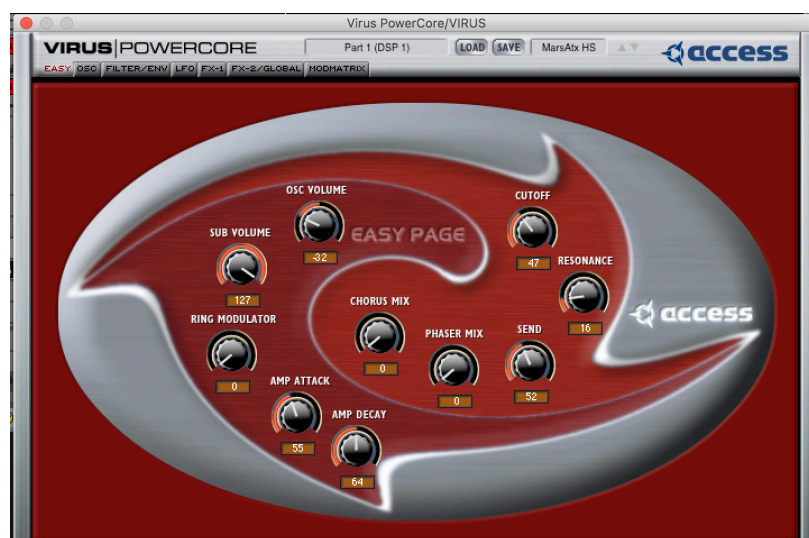 Virus PowerCore/VIRUS
VIRUS|POWERCORE
Part 1 (DSP 1)
LOAD
SAVE
MarsAtx HS
access
EASY OSC FILTER/ENV LFO FX-1 FX-2/GLOBAL MODMATRIX
OSC VOLUME
-32
EASY PAGE
CUTOFF
47
SUB VOLUME
127
RESONANCE
16
access
CHORUS MIX
0
RING MODULATOR
0
PHASER MIX
0
SEND
52
AMP ATTACK
55
AMP DECAY
64